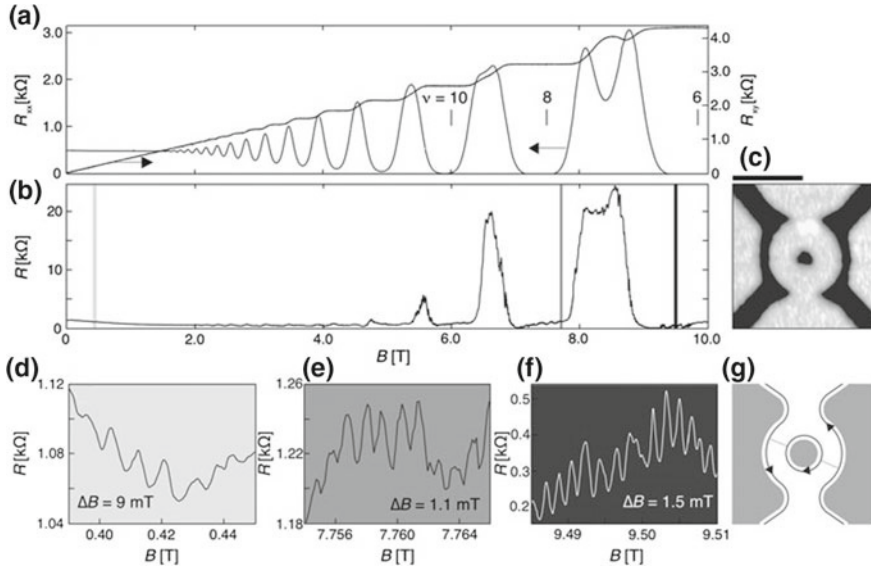 (a)
3.0
2.0
1.0
0.0
Rxx[kΩ]
ν = 10
8
6
4.0
3.0
2.0
1.0
0
Rxy[kΩ]
(b)
20
10
0
R[kΩ]
0 2.0 4.0 6.0 8.0 10.0
B[T]
(c)
(d)
1.12
1.08
1.04
R[kΩ]
ΔB = 9 mT
0.40 0.42 0.44
B [T]
(e)
1.26
1.22
1.18
R[kΩ]
ΔB = 1.1 mT
7.756 7.760 7.764
B [T]
(f)
0.5
0.4
0.3
0.2
R[kΩ]
ΔB = 1.5 mT
9.49 9.50 9.51
B [T]
(g)